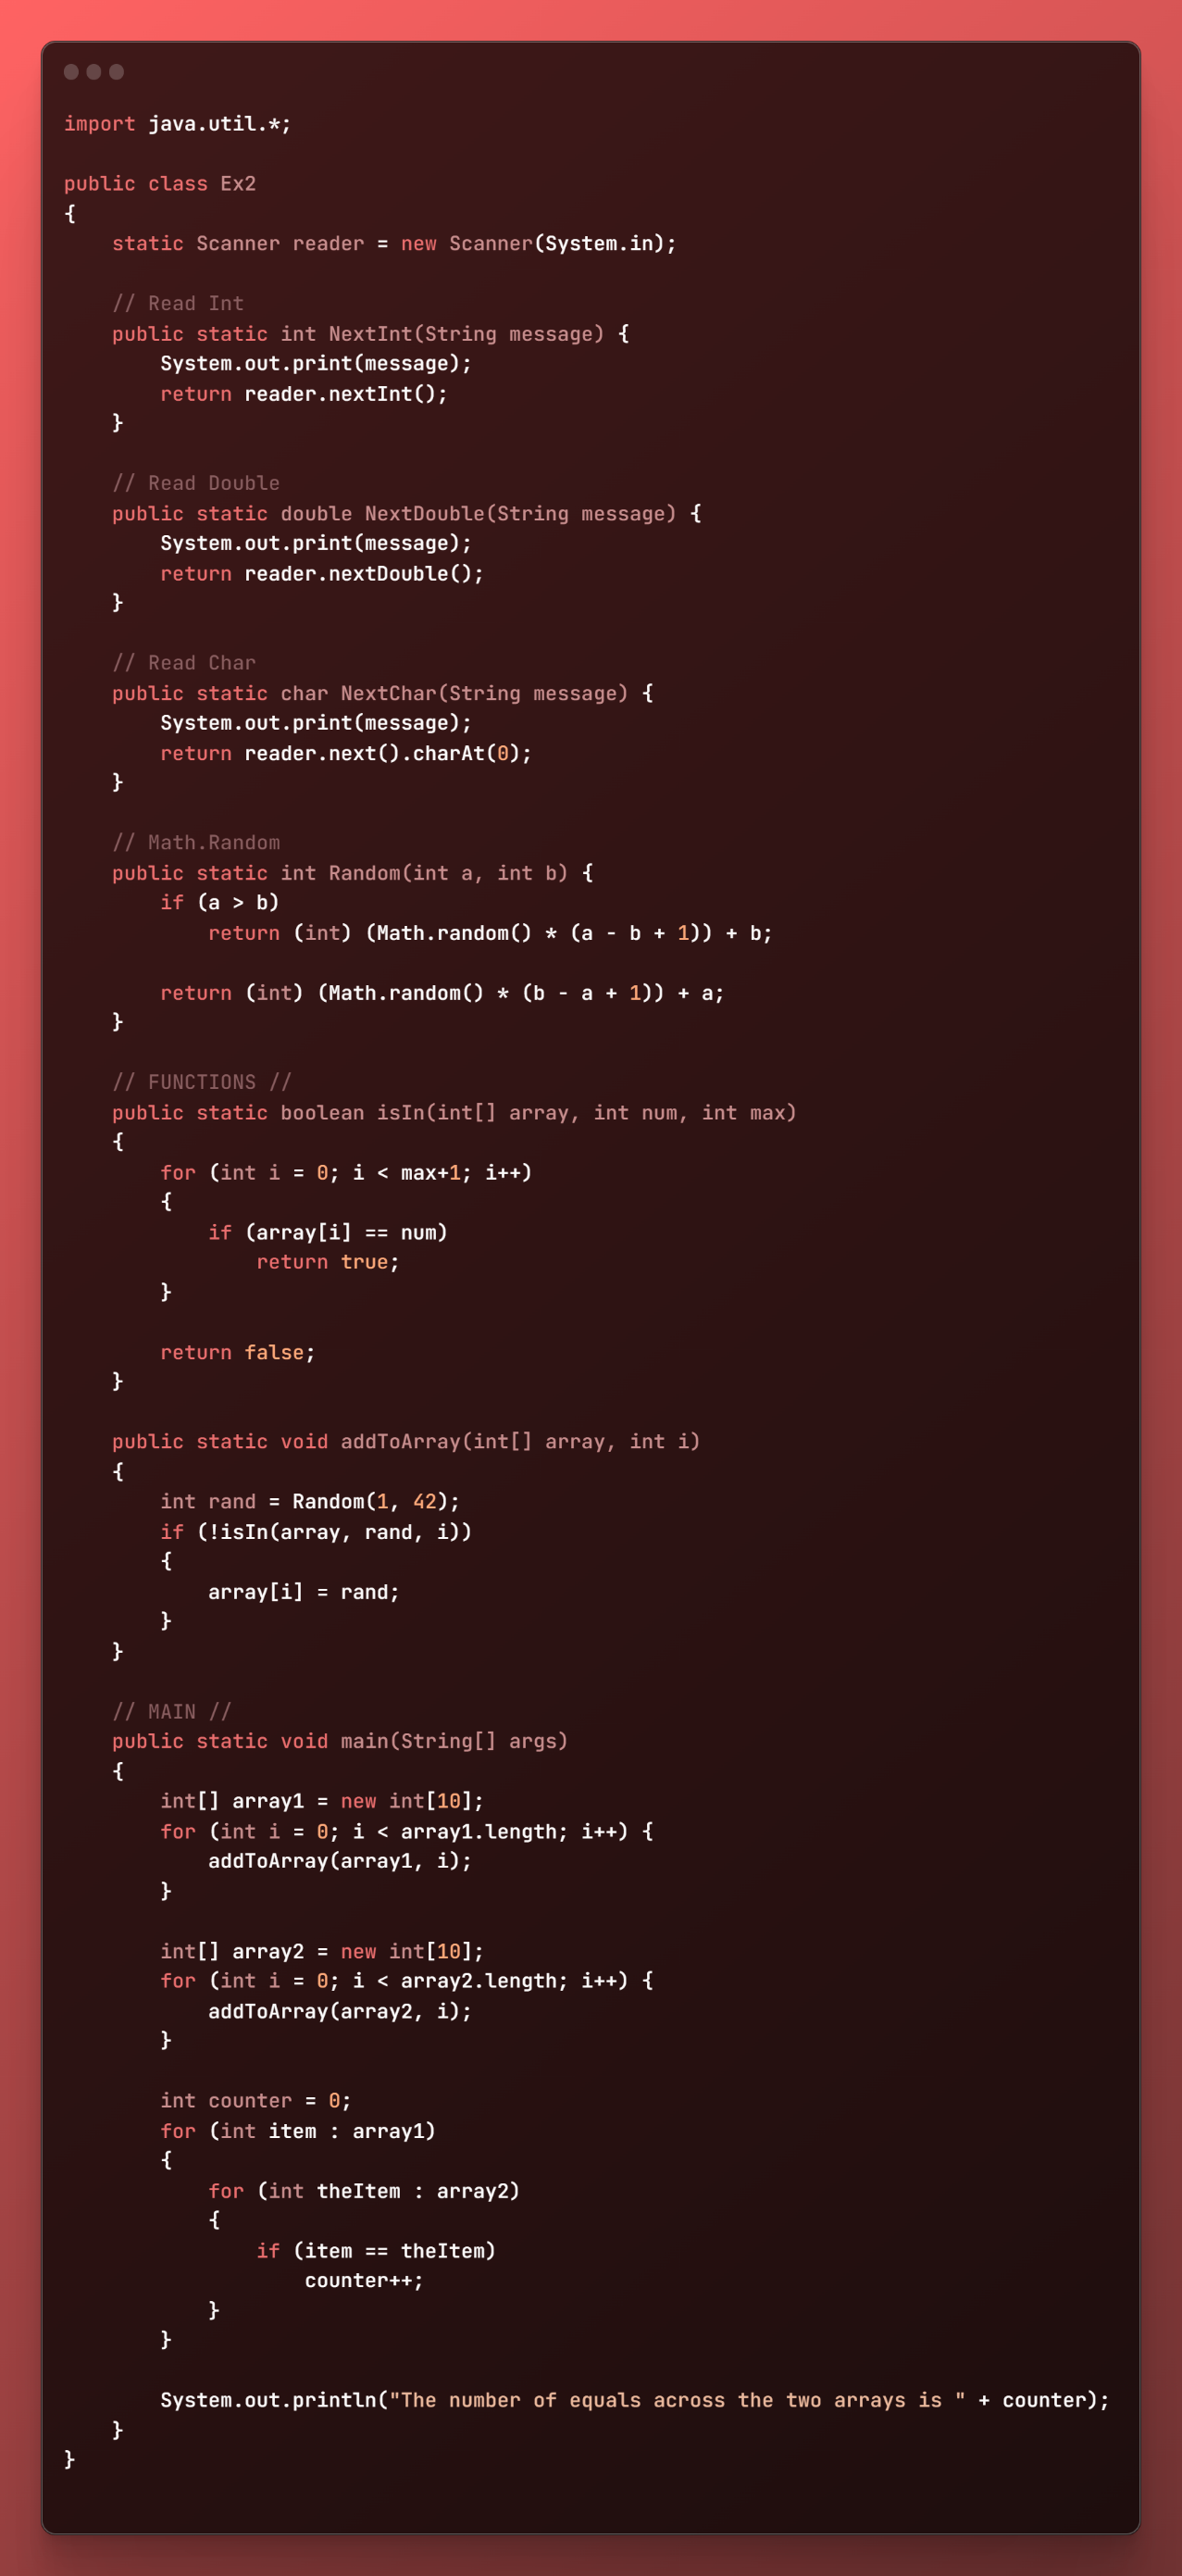 import java.util.*;
public class Ex2
{
    static Scanner reader = new Scanner(System.in);
    // Read Int
    public static int NextInt(String message) {
        System.out.print(message);
        return reader.nextInt();
    }
    // Read Double
    public static double NextDouble(String message) {
        System.out.print(message);
        return reader.nextDouble();
    }
    // Read Char
    public static char NextChar(String message) {
        System.out.print(message);
        return reader.next().charAt(0);
    }
    // Math.Random
    public static int Random(int a, int b) {
        if (a > b)
            return (int) (Math.random() * (a - b + 1)) + b;
        return (int) (Math.random() * (b - a + 1)) + a;
    }
    // FUNCTIONS //
    public static boolean isIn(int[] array, int num, int max)
    {
        for (int i = 0; i < max+1; i++)
        {
            if (array[i] == num)
                return true;
        }
        return false;
    }
    public static void addToArray(int[] array, int i)
    {
        int rand = Random(1, 42);
        if (!isIn(array, rand, i))
        {
            array[i] = rand;
        }
    }
    // MAIN //
    public static void main(String[] args)
    {
        int[] array1 = new int[10];
        for (int i = 0; i < array1.length; i++) {
            addToArray(array1, i);
        }
        int[] array2 = new int[10];
        for (int i = 0; i < array2.length; i++) {
            addToArray(array2, i);
        }
        int counter = 0;
        for (int item : array1)
        {
            for (int theItem : array2)
            {
                if (item == theItem)
                    counter++;
            }
        }
        System.out.println("The number of equals across the two arrays is " + counter);
    }
}